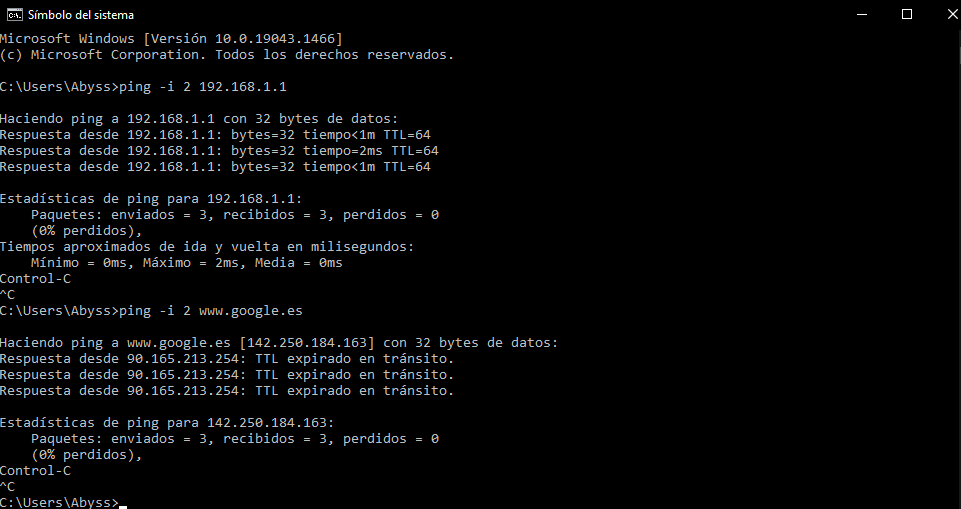 Símbolo del sistema
Microsoft Windows [Versión 10.0.19043.1466]
(c) Microsoft Corporation. Todos los derechos reservados.
C:\Users\Abyss>ping -i 2 192.168.1.1
Haciendo ping a 192.168.1.1 con 32 bytes de datos:
Respuesta desde 192.168.1.1: bytes=32 tiempo<1m TTL=64
Respuesta desde 192.168.1.1: bytes=32 tiempo=2ms TTL=64
Respuesta desde 192.168.1.1: bytes=32 tiempo<1m TTL=64
Estadísticas de ping para 192.168.1.1:
Paquetes: enviados = 3, recibidos = 3, perdidos = 0
(0% perdidos),
Tiempos aproximados de ida y vuelta en milisegundos:
Mínimo = 0ms, Máximo = 2ms, Media = 0ms
Control-C
^C
C:\Users\Abyss>ping -i 2 www.google.es
Haciendo ping a www.google.es [142.250.184.163] con 32 bytes de datos:
Respuesta desde 90.165.213.254: TTL expirado en tránsito.
Respuesta desde 90.165.213.254: TTL expirado en tránsito.
Respuesta desde 90.165.213.254: TTL expirado en tránsito.
Estadísticas de ping para 142.250.184.163:
Paquetes: enviados = 3, recibidos = 3, perdidos = 0
(0% perdidos),
Control-C
^C
C:\Users\Abyss>